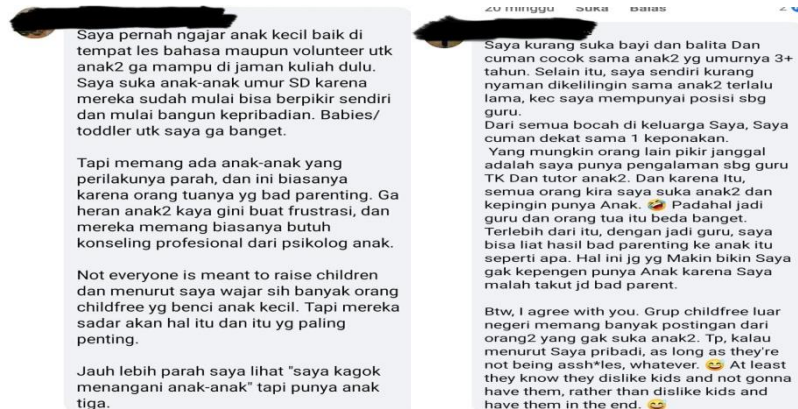 Saya pernah ngajar anak kecil baik di
tempat les bahasa maupun volunteer utk
anak2 ga mampu di jaman kuliah dulu.
Saya suka anak-anak umur SD karena
mereka sudah mulai bisa berpikir sendiri
dan mulai bangun kepribadian. Babies/
toddler utk saya ga banget.
Tapi memang ada anak-anak yang
perilakunya parah, dan ini biasanya
karena orang tuanya yg bad parenting. Ga
heran anak2 kaya gini buat frustrasi, dan
mereka memang biasanya butuh
konseling profesional dari psikolog anak.
Not everyone is meant to raise children
dan menurut saya wajar sih banyak orang
childfree yg benci anak kecil. Tapi mereka
sadar akan hal itu dan itu yg paling
penting.
Jauh lebih parah saya lihat "saya kagok
menangani anak-anak" tapi punya anak
tiga.
20 minggu Suka Balas
Saya kurang suka bayi dan balita Dan
cuman cocok sama anak2 yg umurnya 3+
tahun. Selain itu, saya sendiri kurang
nyaman dikelilingin sama anak2 terlalu
lama, kec saya mempunyai posisi sbg
guru.
Dari semua bocah di keluarga Saya, Saya
cuman dekat sama 1 keponakan.
Yang mungkin orang lain pikir janggal
adalah saya punya pengalaman sbg guru
TK Dan tutor anak2. Dan karena Itu,
semua orang kira saya suka anak2 dan
kepingin punya Anak. 🤣 Padahal jadi
guru dan orang tua itu beda banget.
Terlebih dari itu, dengan jadi guru, saya
bisa liat hasil bad parenting ke anak itu
seperti apa. Hal ini jg yg Makin bikin Saya
gak kepengen punya Anak karena Saya
malah takut jd bad parent.
Btw, I agree with you. Grup childfree luar
negeri memang banyak postingan dari
orang2 yang gak suka anak2. Tp, kalau
menurut Saya pribadi, as long as they're
not being assh*les, whatever. 😅 At least
they know they dislike kids and not gonna
have them, rather than dislike kids and
have them in the end. 😅